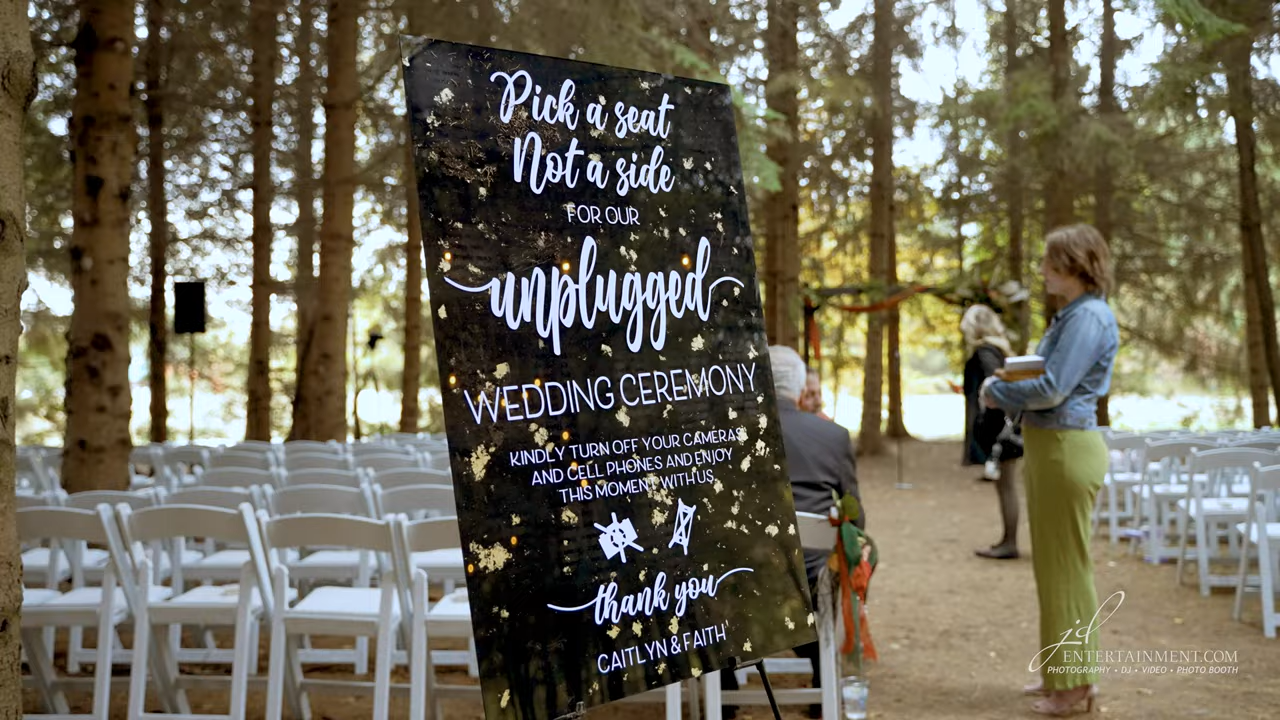 Pick a seat
Not a side
FOR OUR
unplugged
WEDDING CEREMONY
KINDLY TURN OFF YOUR CAMERAS
AND CELL PHONES AND ENJOY
THIS MOMENT WITH US
thank you
CAITLYN & FAITH
jd
ENTERTAINMENT.COM
PHOTOGRAPHY • DJ • VIDEO • PHOTO BOOTH